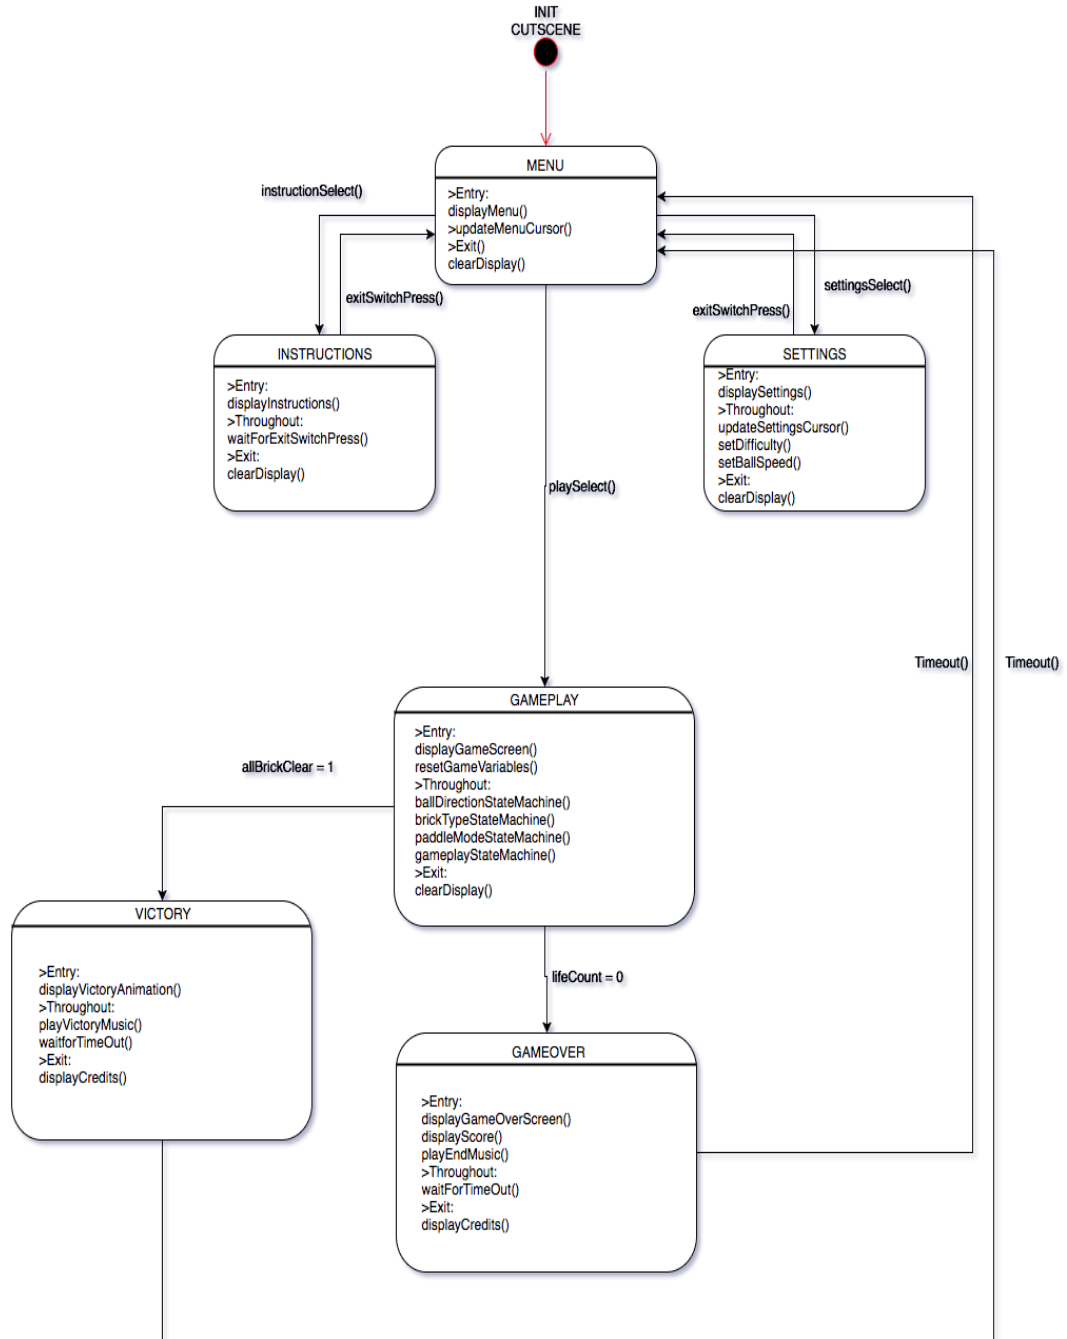 INIT
CUTSCENE
MENU
>Entry:
displayMenu()
>updateMenuCursor()
>Exit()
clearDisplay()
instructionSelect()
exitSwitchPress()
settingsSelect()
exitSwitchPress()
INSTRUCTIONS
>Entry:
displayInstructions()
>Throughout:
waitForExitSwitchPress()
>Exit:
clearDisplay()
SETTINGS
>Entry:
displaySettings()
>Throughout:
updateSettingsCursor()
setDifficulty()
setBallSpeed()
>Exit:
clearDisplay()
playSelect()
Timeout()
Timeout()
GAMEPLAY
>Entry:
displayGameScreen()
resetGameVariables()
>Throughout:
ballDirectionStateMachine()
brickTypeStateMachine()
paddleModeStateMachine()
gameplayStateMachine()
>Exit:
clearDisplay()
allBrickClear = 1
VICTORY
>Entry:
displayVictoryAnimation()
>Throughout:
playVictoryMusic()
waitforTimeOut()
>Exit:
displayCredits()
lifeCount = 0
GAMEOVER
>Entry:
displayGameOverScreen()
displayScore()
playEndMusic()
>Throughout:
waitForTimeOut()
>Exit:
displayCredits()